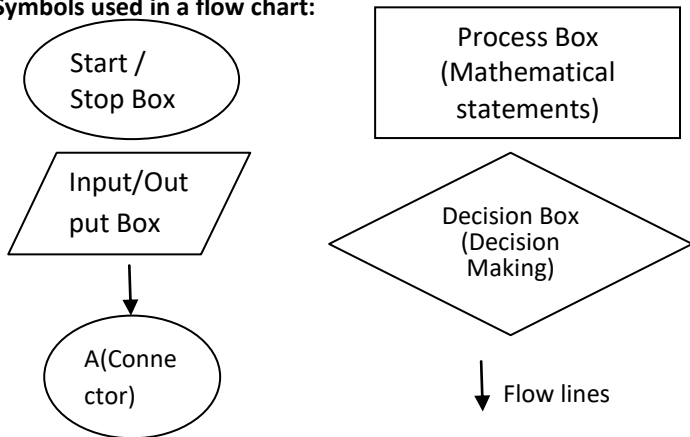 Symbols used in a flow chart:
Start /
Stop Box
Process Box
(Mathematical
statements)
Input/Out
put Box
Decision Box
(Decision
Making)
A(Conne
ctor)
Flow lines